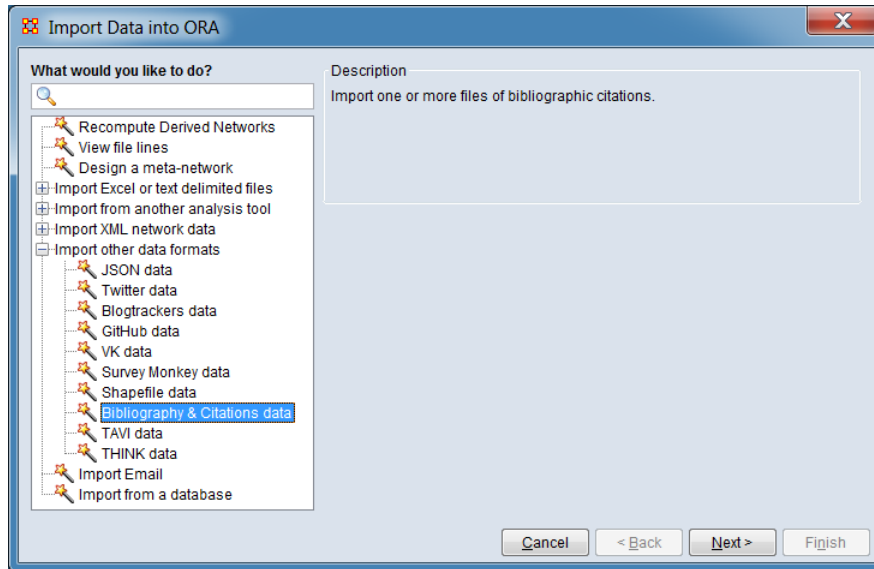 Import Data into ORA
What would you like to do?
Recompute Derived Networks
View file lines
Design a meta-network
Import Excel or text delimited files
Import from another analysis tool
Import XML network data
Import other data formats
JSON data
Twitter data
Blogtrackers data
GitHub data
VK data
Survey Monkey data
Shapefile data
Bibliography & Citations data
TAVI data
THINK data
Import Email
Import from a database
Description
Import one or more files of bibliographic citations.
Cancel < Back Next > Finish